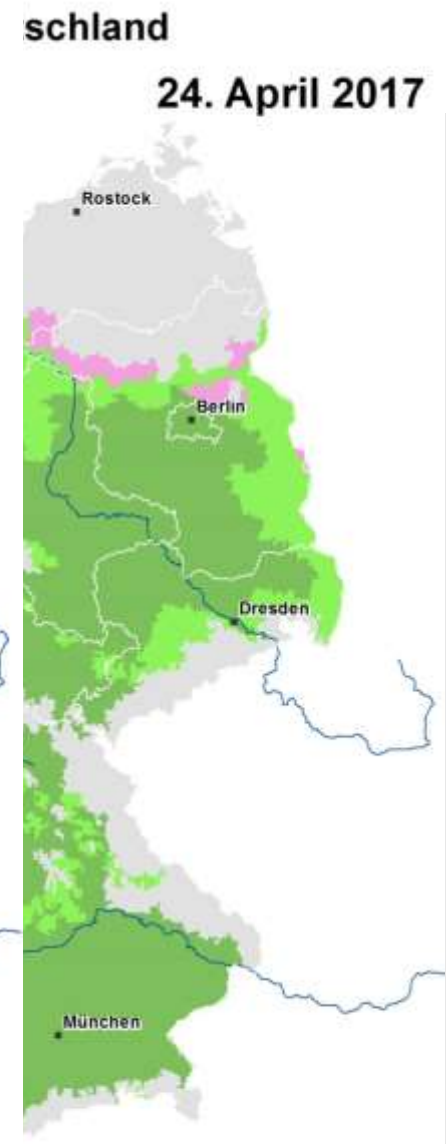 schland
24. April 2017
Rostock
Berlin
Dresden
München